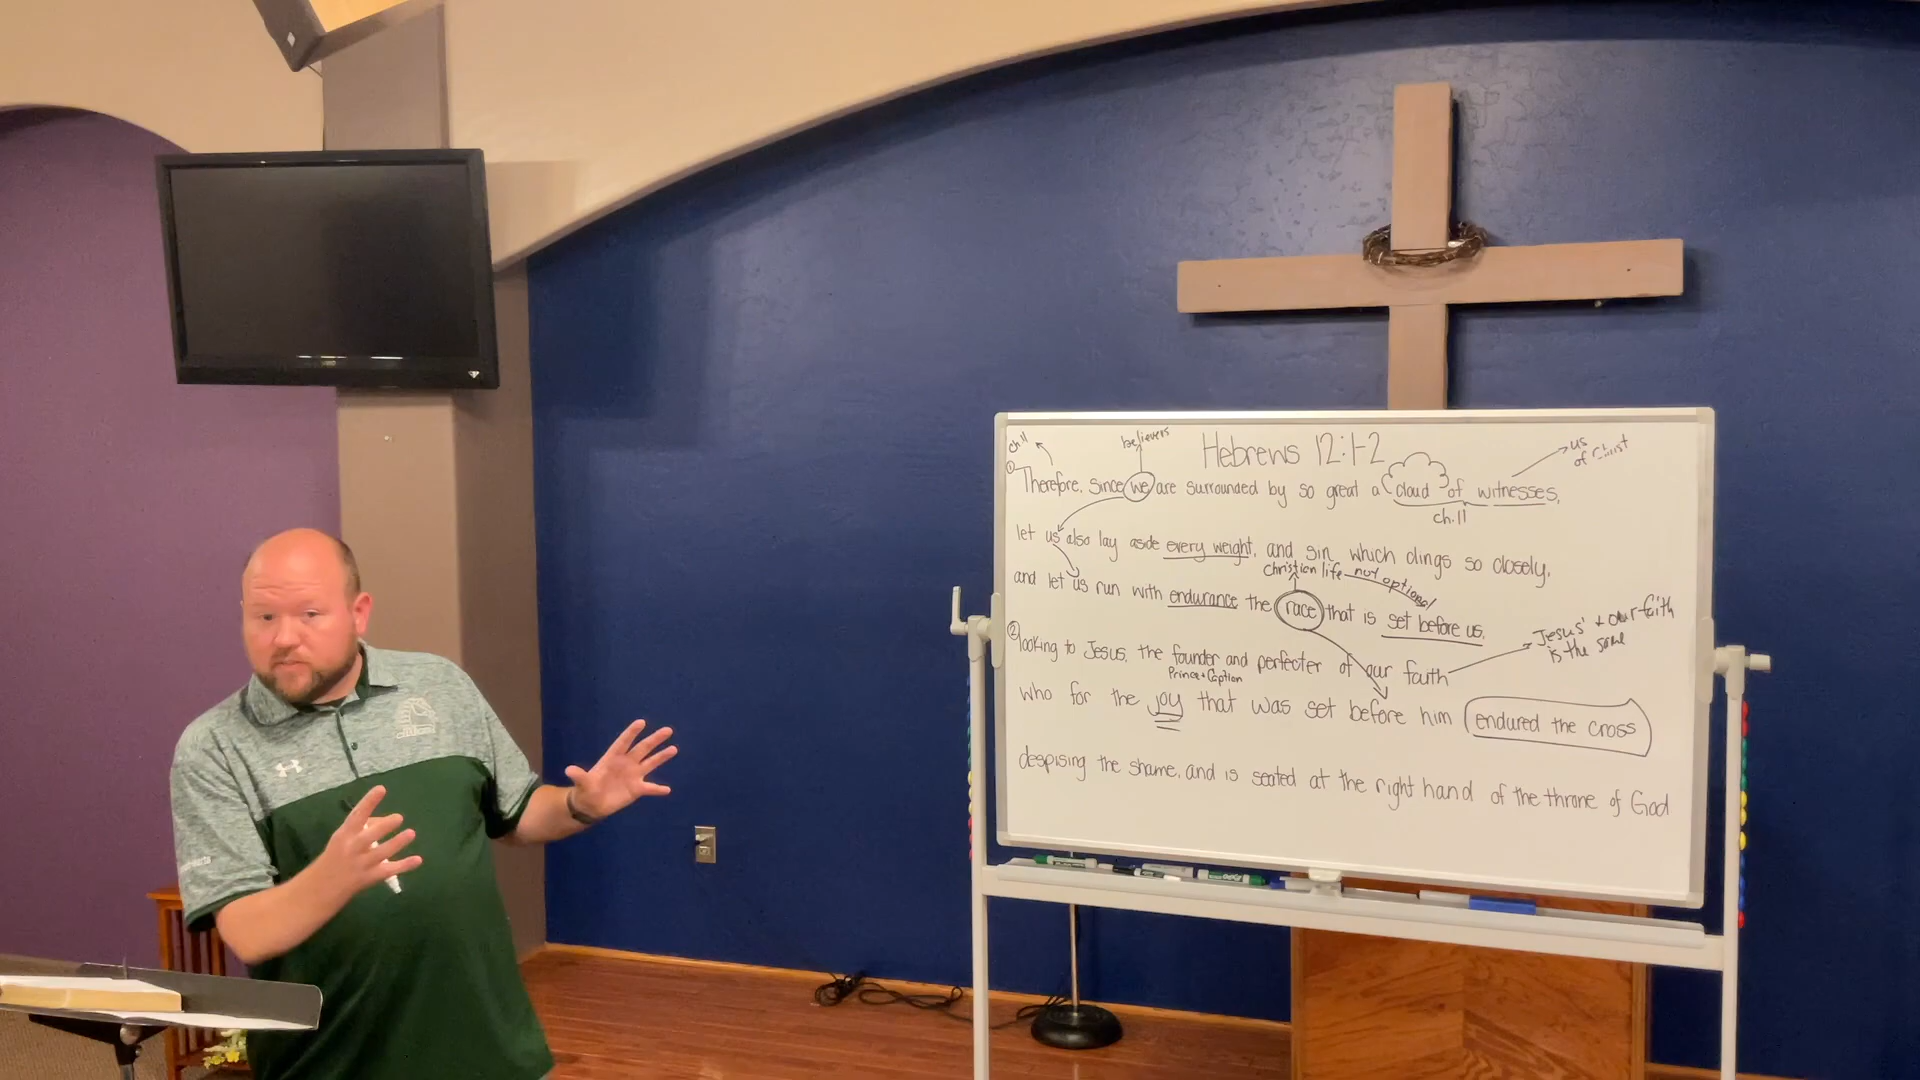 Hebrews 12:1-2
ch.11
believers
us
of Christ
① Therefore, since we are surrounded by so great a cloud of witnesses,
ch.11
let us also lay aside every weight, and sin which clings so closely,
christian life not optional
and let us run with endurance the race that is set before us,
Jesus' + our faith
is the same
② looking to Jesus, the founder and perfecter of our faith
Prince + Caption
who for the joy that was set before him endured the cross
despising the shame, and is seated at the right hand of the throne of God